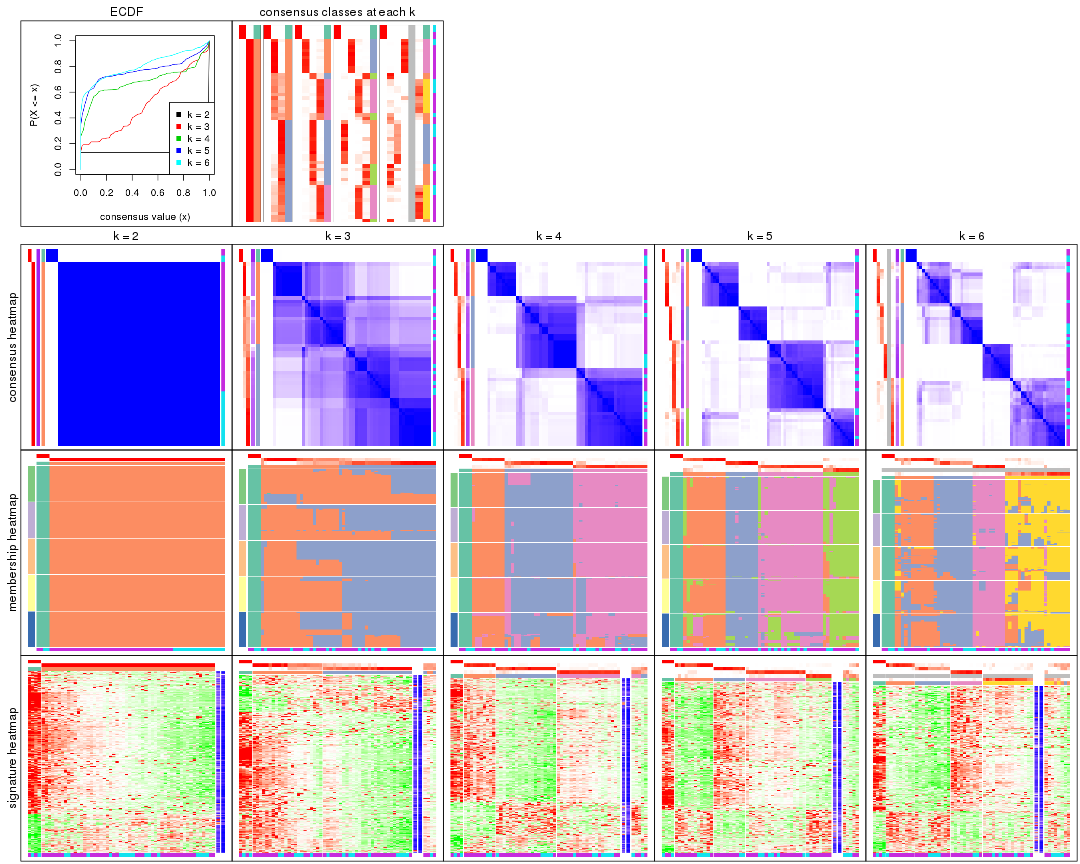 ECDF
consensus classes at each k
P(X <= x)
0.0
0.2
0.4
0.6
0.8
1.0
k = 2
k = 3
k = 4
k = 5
k = 6
0.0 0.2 0.4 0.6 0.8 1.0
consensus value (x)
k = 2
k = 3
k = 4
k = 5
k = 6
consensus heatmap
membership heatmap
signature heatmap